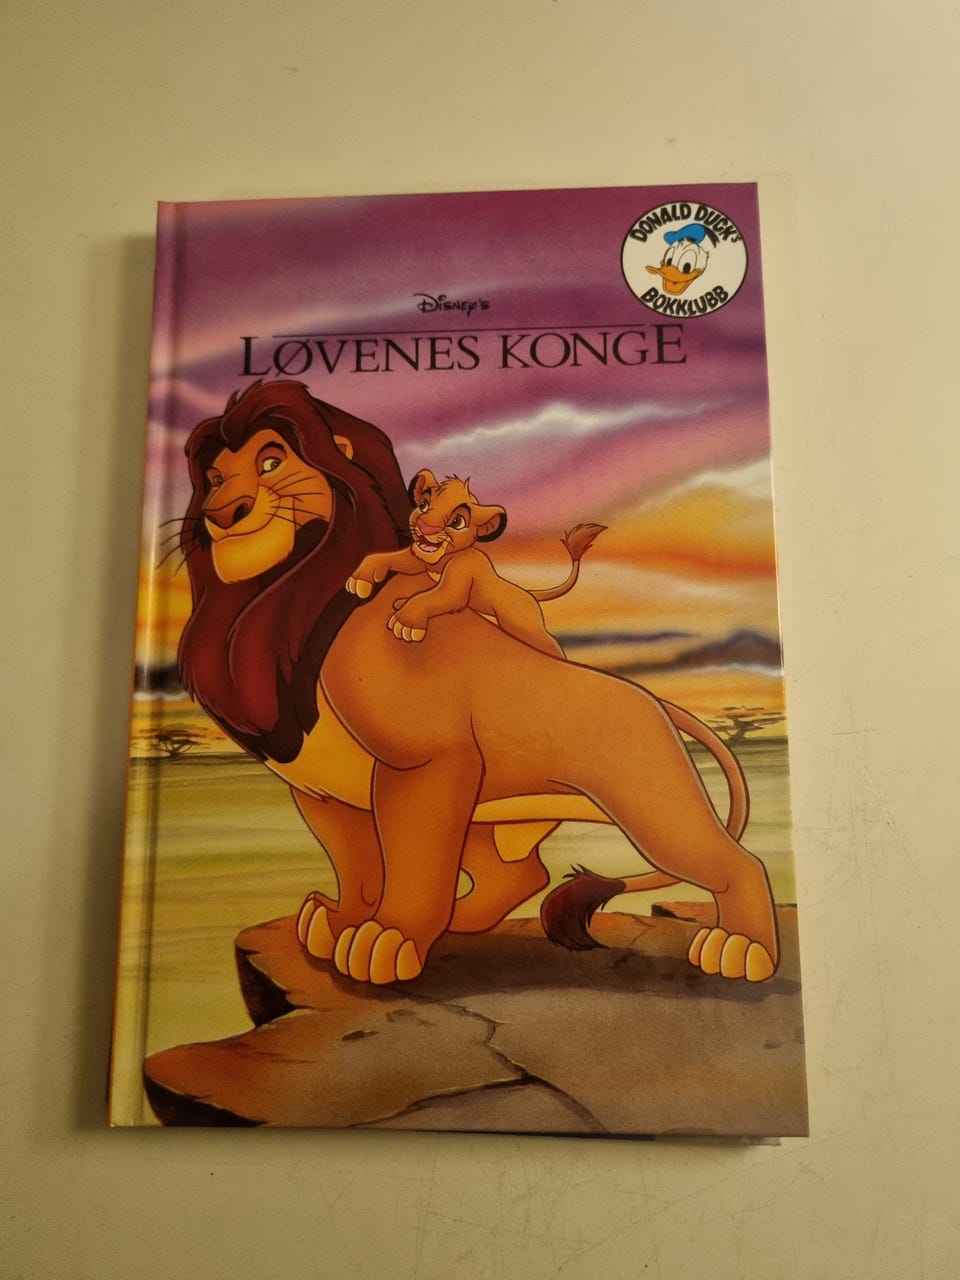 DONALD DUCK's
BOKKLUBB
Disney's
LØVENES KONGE